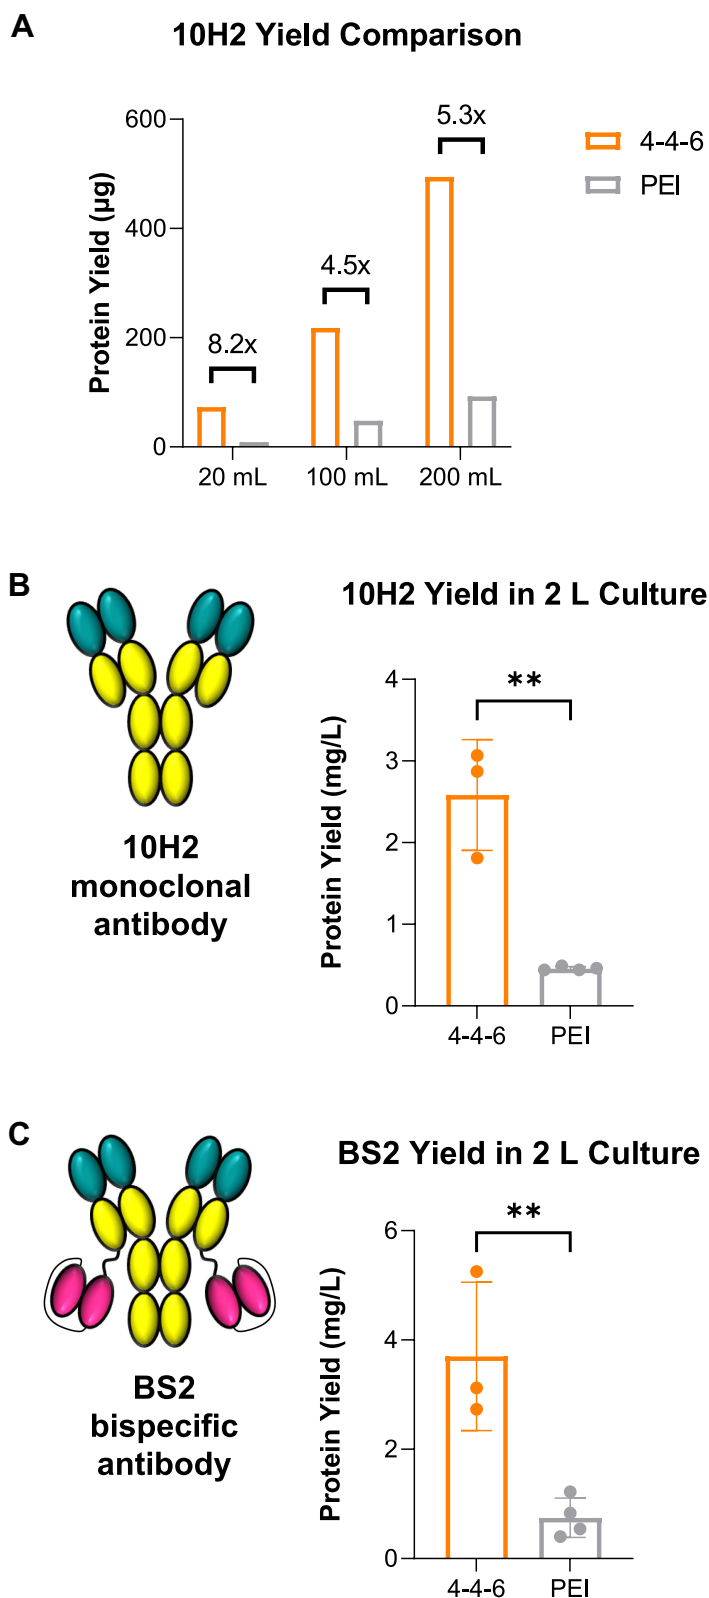 A
10H2 Yield Comparison
Protein Yield (µg)
600
400
200
0
8.2x
4.5x
5.3x
20 mL
100 mL
200 mL
4-4-6
PEI
B
10H2
monoclonal
antibody
10H2 Yield in 2 L Culture
Protein Yield (mg/L)
4
3
2
1
0
**
4-4-6
PEI
C
BS2
bispecific
antibody
BS2 Yield in 2 L Culture
Protein Yield (mg/L)
6
4
2
0
**
4-4-6
PEI